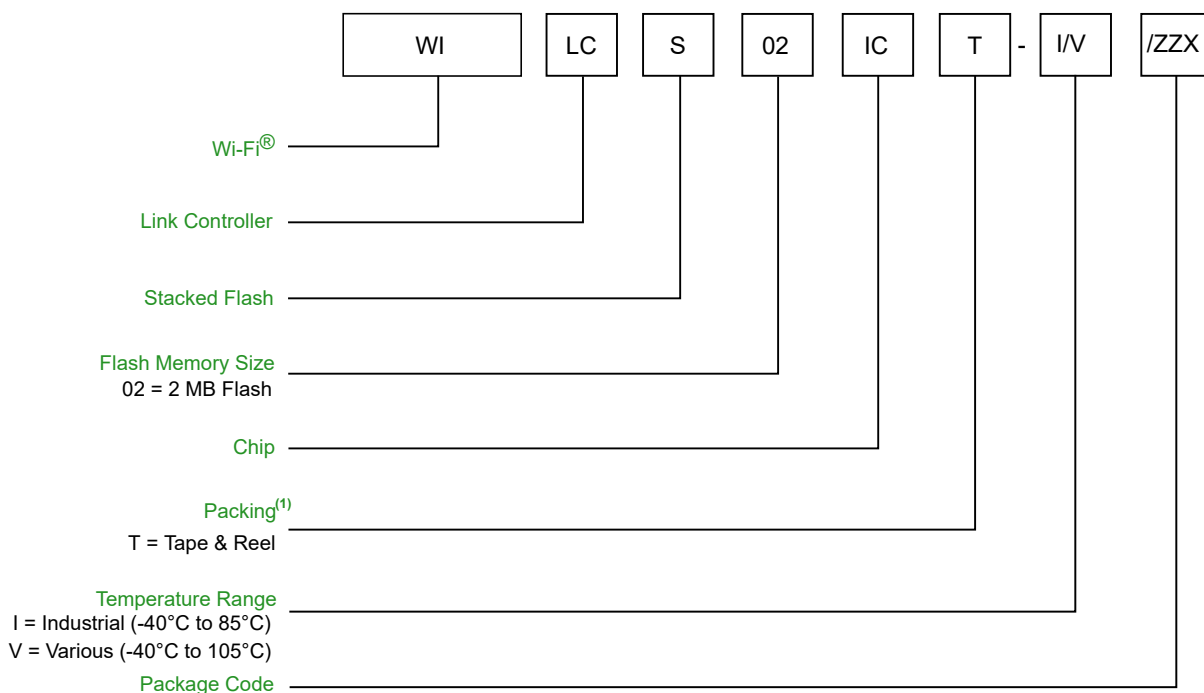 WI LC S 02 IC T - I/V /ZZX
Wi-Fi®
Link Controller
Stacked Flash
Flash Memory Size
02 = 2 MB Flash
Chip
Packing(1)
T = Tape & Reel
Temperature Range
I = Industrial (-40°C to 85°C)
V = Various (-40°C to 105°C)
Package Code